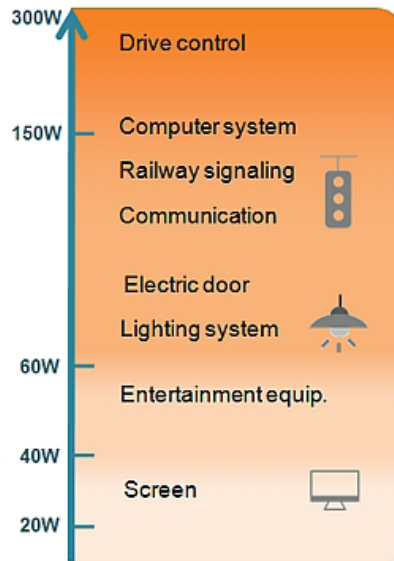 300W
Drive control
150W
Computer system
Railway signaling
Communication
Electric door
Lighting system
60W
Entertainment equip.
40W
Screen
20W